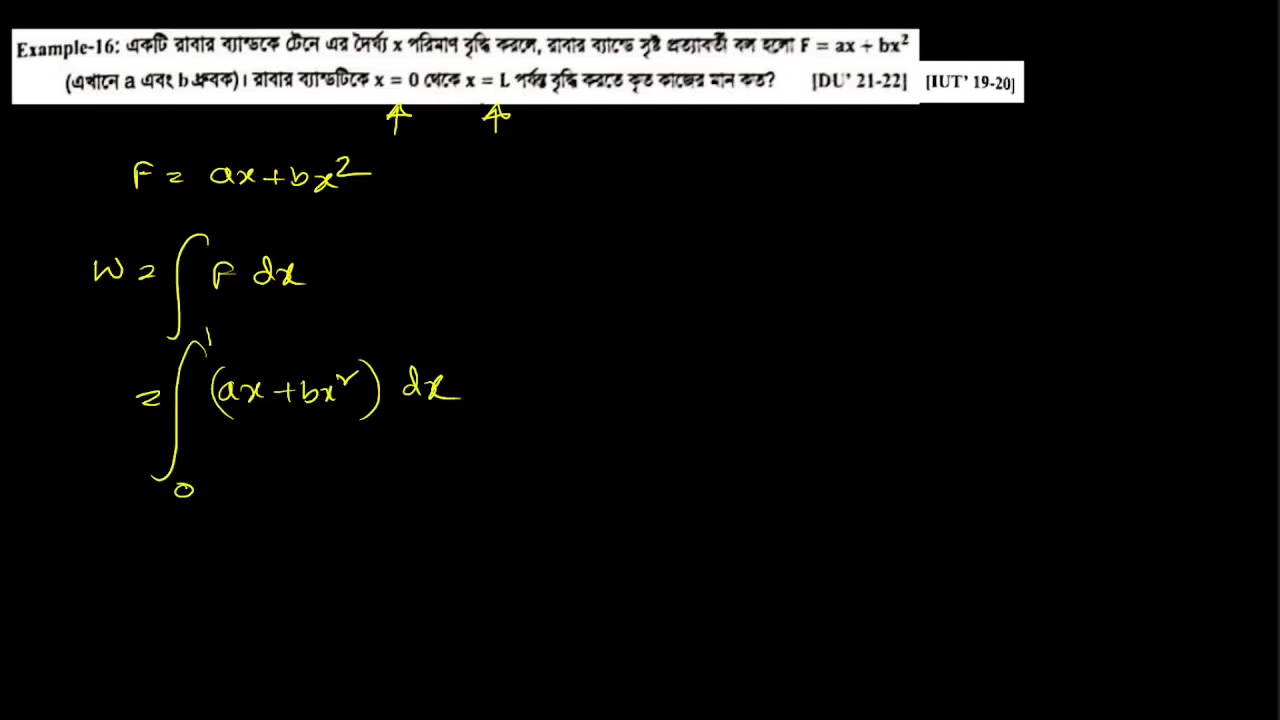 Example-16: একটি রাবার ব্যান্ডকে টেনে এর দৈর্ঘ্য x পরিমাণ বৃদ্ধি করলে, রাবার ব্যান্ডে সৃষ্ট প্রত্যাবর্তী বল হলো F = ax + bx²
(এখানে a এবং b ধ্রুবক)। রাবার ব্যান্ডটিকে x = 0 থেকে x = L পর্যন্ত বৃদ্ধি করতে কৃত কাজের মান কত? [DU' 21-22] [IUT' 19-20]
F = ax + bx²
W = ∫ F dx
= ∫₀¹ (ax + bx²) dx